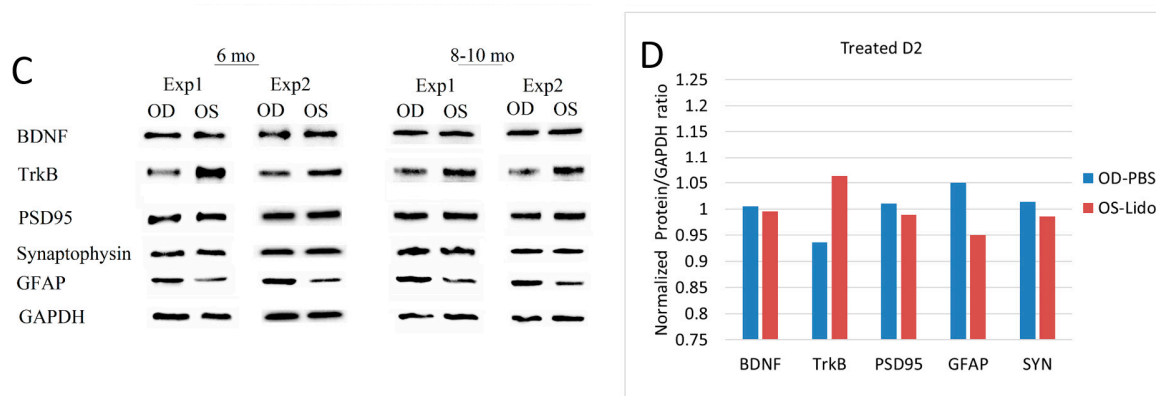 C
6 mo
8-10 mo
Exp1
Exp2
Exp1
Exp2
OD OS
OD OS
OD OS
OD OS
BDNF
TrkB
PSD95
Synaptophysin
GFAP
GAPDH
D
Treated D2
Normalized Protein/GAPDH ratio
1.25
1.2
1.15
1.1
1.05
1
0.95
0.9
0.85
0.8
0.75
BDNF TrkB PSD95 GFAP SYN
OD-PBS
OS-Lido